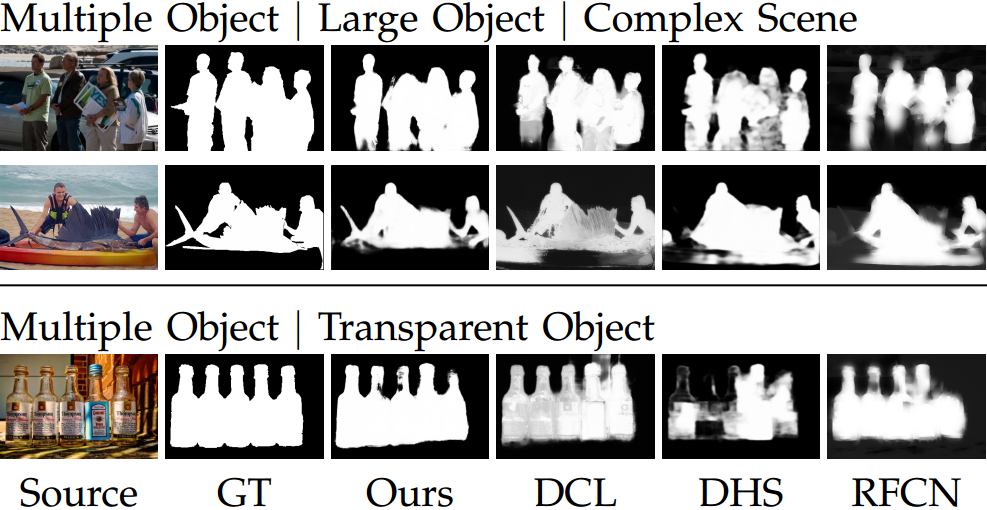 Multiple Object | Large Object | Complex Scene
Multiple Object | Transparent Object
Source GT Ours DCL DHS RFCN